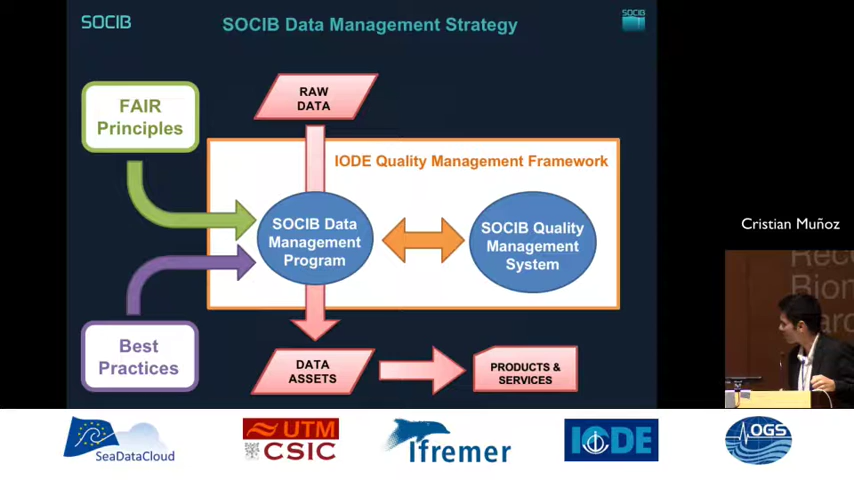 SOCIB
SOCIB Data Management Strategy
SOCIB
FAIR
Principles
RAW
DATA
IODE Quality Management Framework
SOCIB Data
Management
Program
SOCIB Quality
Management
System
Best
Practices
DATA
ASSETS
PRODUCTS &
SERVICES
Cristian Muñoz
SeaDataCloud
UTM
CSIC
Ifremer
IODE
OGS